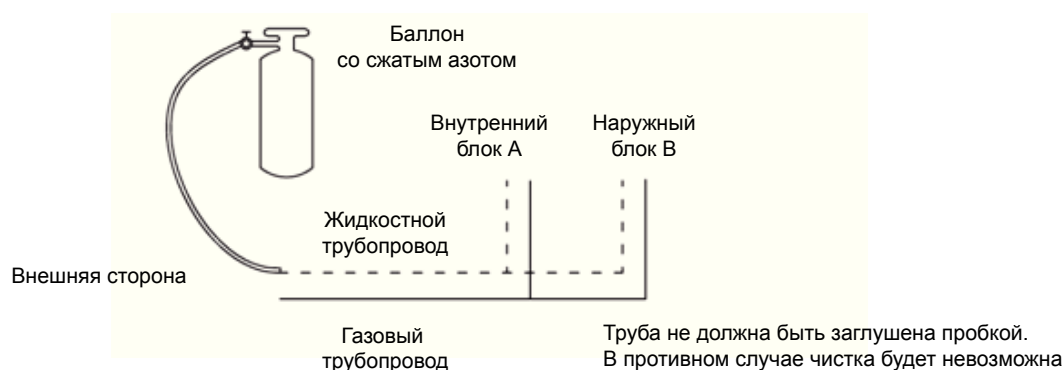 Баллон
со сжатым азотом
Внутренний
блок А
Наружный
блок В
Жидкостной
трубопровод
Внешняя сторона
Газовый
трубопровод
Труба не должна быть заглушена пробкой.
В противном случае чистка будет невозможна